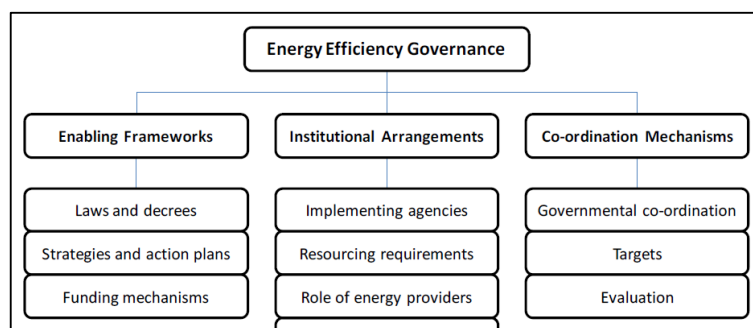 Energy Efficiency Governance
Enabling Frameworks
Institutional Arrangements
Co-ordination Mechanisms
Laws and decrees
Implementing agencies
Governmental co-ordination
Strategies and action plans
Resourcing requirements
Targets
Funding mechanisms
Role of energy providers
Evaluation